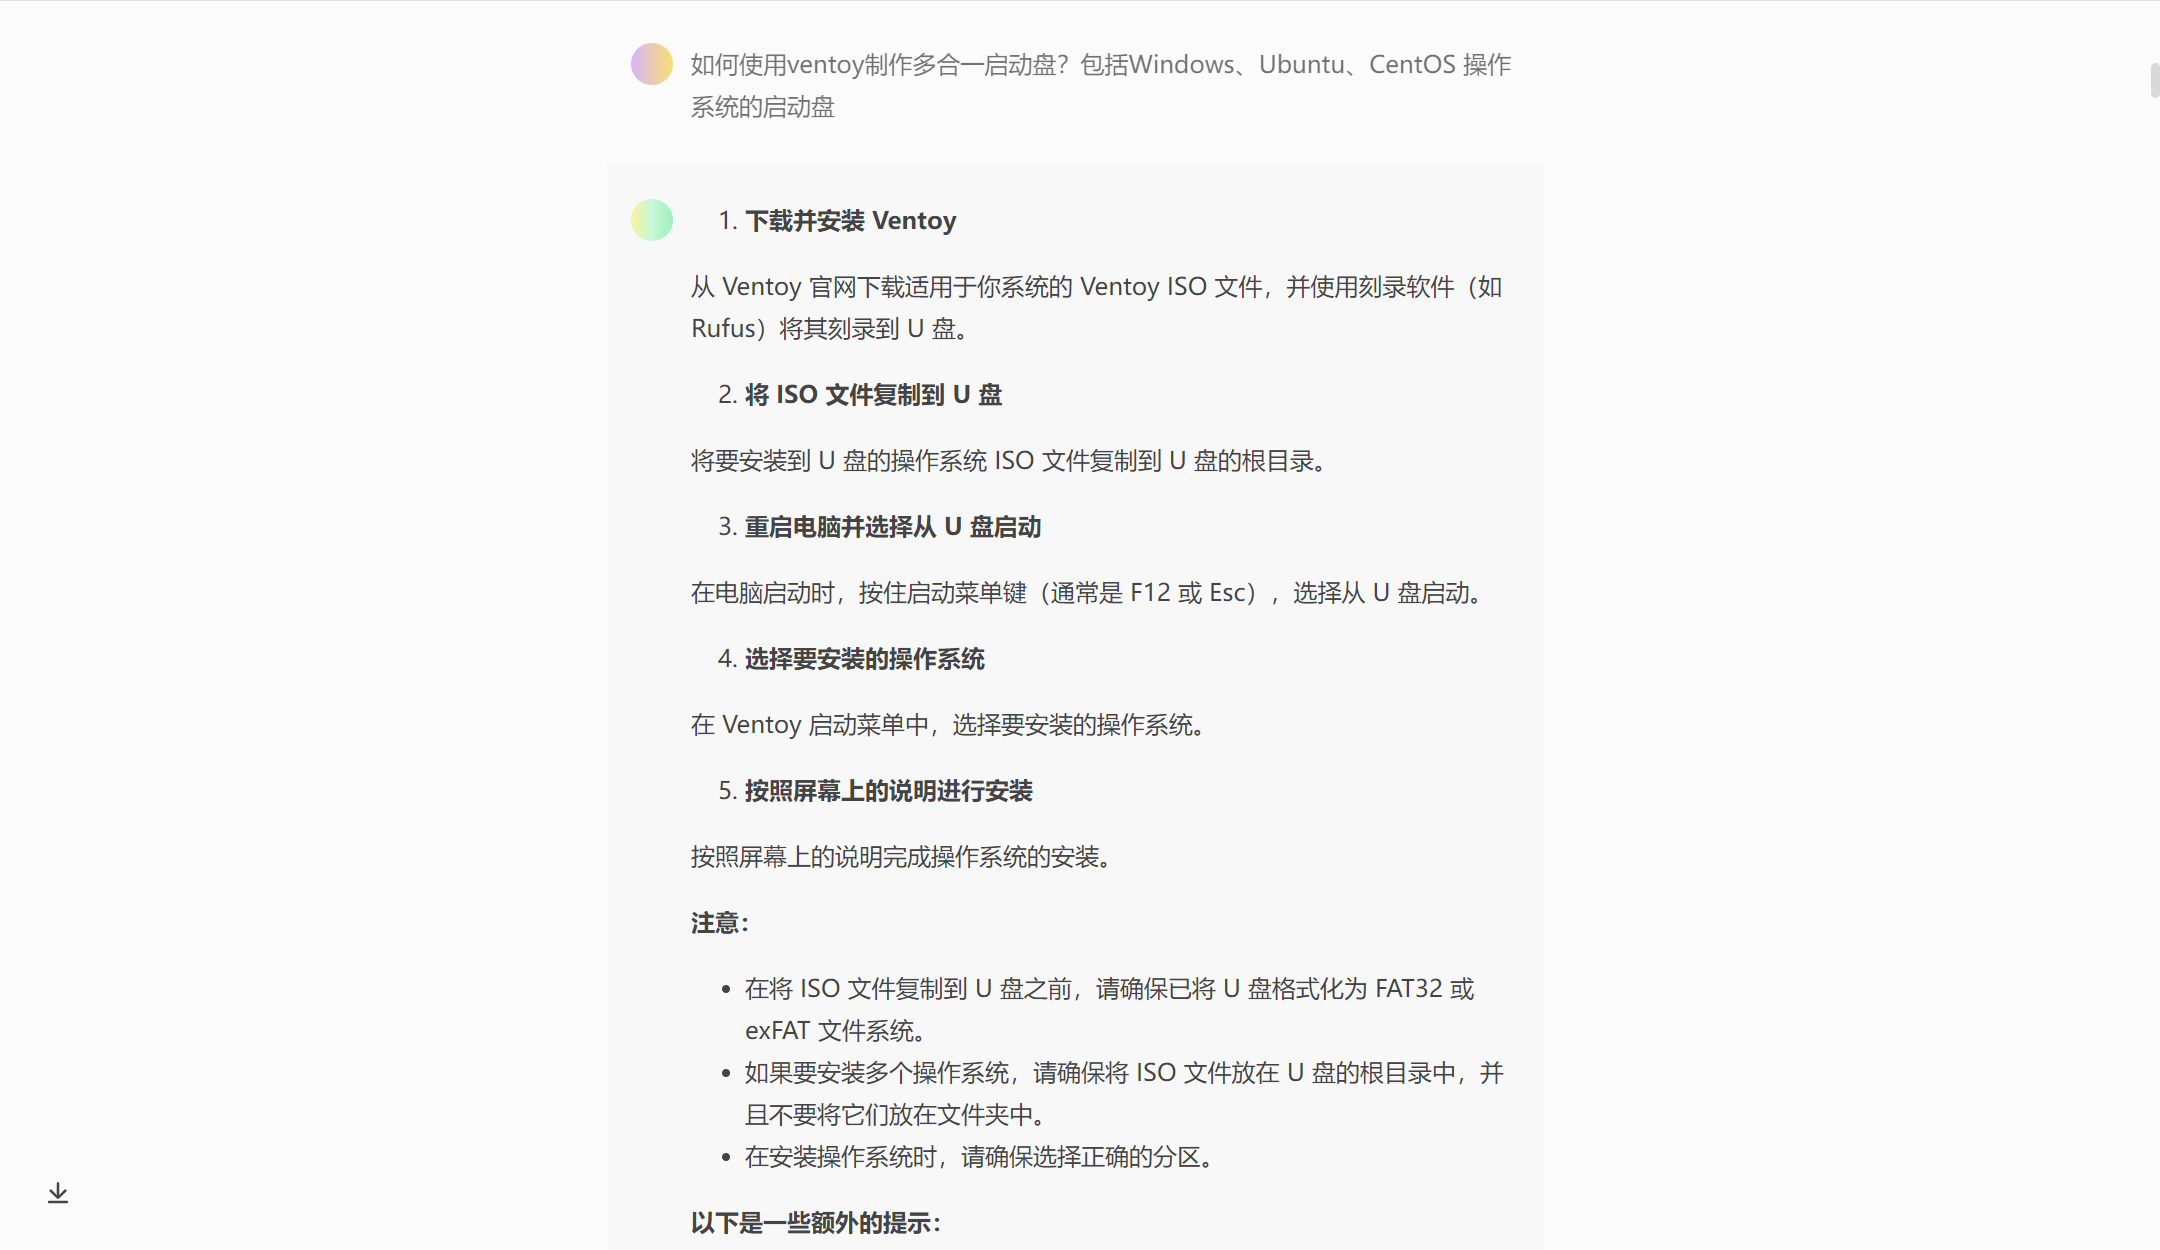 如何使用ventoy制作多合一启动盘？包括Windows、Ubuntu、CentOS 操作
系统的启动盘
1. 下载并安装 Ventoy
从 Ventoy 官网下载适用于你系统的 Ventoy ISO 文件，并使用刻录软件（如
Rufus）将其刻录到 U 盘。
2. 将 ISO 文件复制到 U 盘
将要安装到 U 盘的操作系统 ISO 文件复制到 U 盘的根目录。
3. 重启电脑并选择从 U 盘启动
在电脑启动时，按住启动菜单键（通常是 F12 或 Esc），选择从 U 盘启动。
4. 选择要安装的操作系统
在 Ventoy 启动菜单中，选择要安装的操作系统。
5. 按照屏幕上的说明进行安装
按照屏幕上的说明完成操作系统的安装。
注意：
• 在将 ISO 文件复制到 U 盘之前，请确保已将 U 盘格式化为 FAT32 或
exFAT 文件系统。
• 如果要安装多个操作系统，请确保将 ISO 文件放在 U 盘的根目录中，并
且不要将它们放在文件夹中。
• 在安装操作系统时，请确保选择正确的分区。
以下是一些额外的提示：